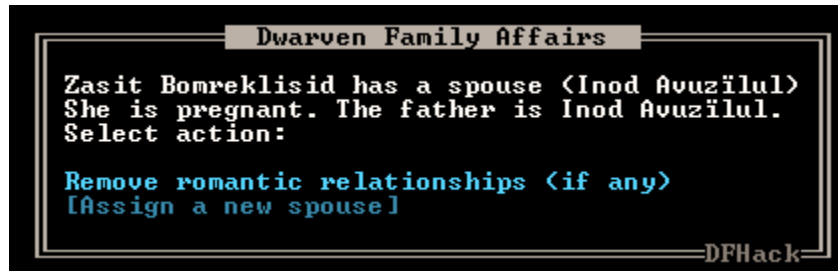 Dwarven Family Affairs
Zasit Bomreklisid has a spouse (Inod Avuzïlul)
She is pregnant. The father is Inod Avuzïlul.
Select action:
Remove romantic relationships (if any)
[Assign a new spouse]
DFHack